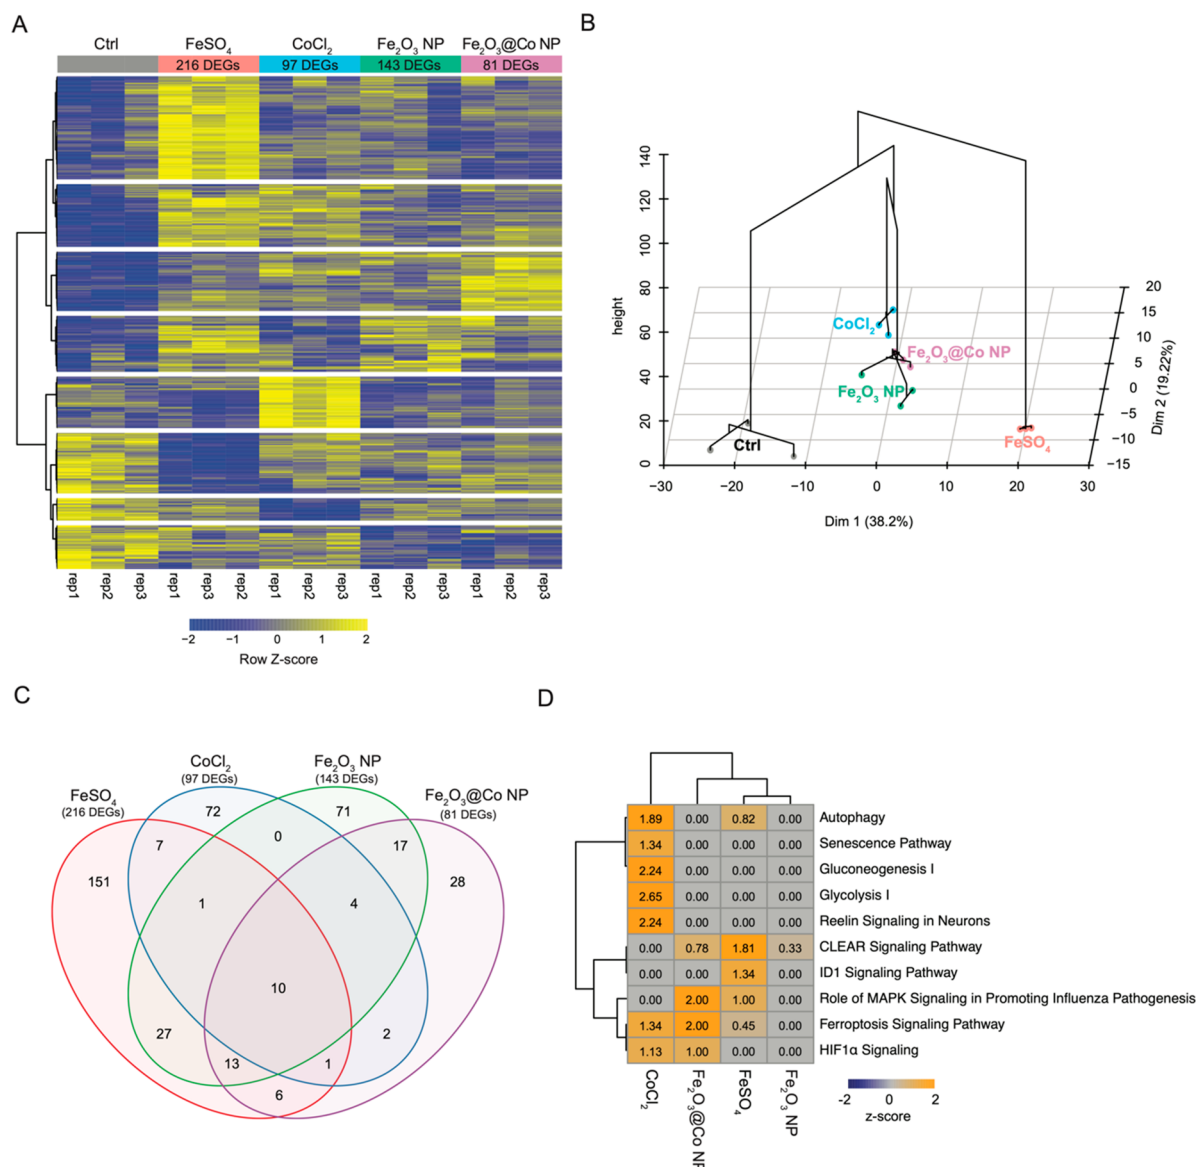 A
Ctrl FeSO4 CoCl2 Fe2O3 NP Fe2O3@Co NP
216 DEGs 97 DEGs 143 DEGs 81 DEGs
rep1 rep2 rep3 rep1 rep3 rep2 rep1 rep2 rep3 rep1 rep2 rep3 rep1 rep2 rep3
−2 −1 0 1 2
Row Z-score
B
140
120
100
80
60
40
20
0
height
20
15
10
5
0
−5
−10
−15
Dim 2 (19.22%)
CoCl2
Fe2O3@Co NP
Fe2O3 NP
Ctrl
FeSO4
−30 −20 −10 0 10 20 30
Dim 1 (38.2%)
C
CoCl2
(97 DEGs)
Fe2O3 NP
(143 DEGs)
FeSO4
(216 DEGs)
Fe2O3@Co NP
(81 DEGs)
72 71
7 0 17
151 28
1 4
10
27 2
13 1
6
D
1.89 0.00 0.82 0.00 Autophagy
1.34 0.00 0.00 0.00 Senescence Pathway
2.24 0.00 0.00 0.00 Gluconeogenesis I
2.65 0.00 0.00 0.00 Glycolysis I
2.24 0.00 0.00 0.00 Reelin Signaling in Neurons
0.00 0.78 1.81 0.33 CLEAR Signaling Pathway
0.00 0.00 1.34 0.00 ID1 Signaling Pathway
0.00 2.00 1.00 0.00 Role of MAPK Signaling in Promoting Influenza Pathogenesis
1.34 2.00 0.45 0.00 Ferroptosis Signaling Pathway
1.13 1.00 0.00 0.00 HIF1α Signaling
CoCl2 Fe2O3@Co NP FeSO4 Fe2O3 NP
-2 0 2
z-score